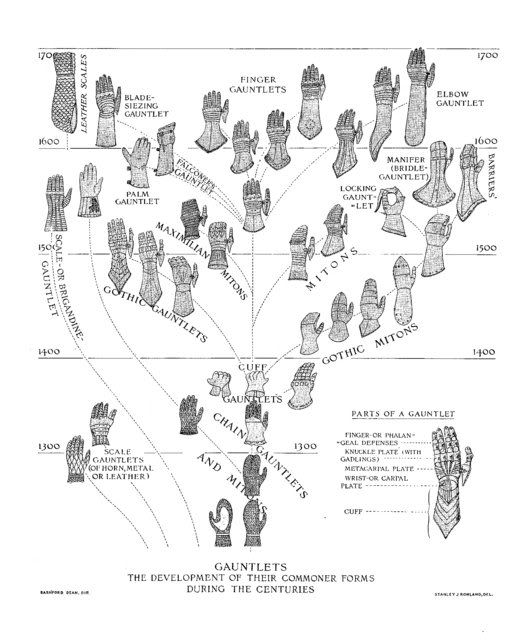 1700
1700
LEATHER SCALES
BLADE-
SIEZING
GAUNTLET
FINGER
GAUNTLETS
ELBOW
GAUNTLET
1600
1600
PALM
GAUNTLET
FALCONER'S
GAUNTLET
MANIFER
(BRIDLE-
GAUNTLET)
BARRIERS
LOCKING
GAUNT-
-LET
MAXIMILIAN
MITONS
MITONS
1500
1500
SCALE- OR BRIGANDINE-
GAUNTLET
GOTHIC GAUNTLETS
GOTHIC MITONS
1400
1400
CUFF
GAUNTLETS
CHAIN GAUNTLETS
AND MITONS
1300
1300
SCALE
GAUNTLETS
(OF HORN, METAL
OR LEATHER)
PARTS OF A GAUNTLET
FINGER-OR PHALAN-
-GEAL DEFENSES
KNUCKLE PLATE (WITH
GADLINGS)
METACARPAL PLATE
WRIST-OR CARPAL
PLATE
CUFF
GAUNTLETS
THE DEVELOPMENT OF THEIR COMMONER FORMS
DURING THE CENTURIES
BASHFORD DEAN, DIR.
STANLEY J ROWLAND, DEL.